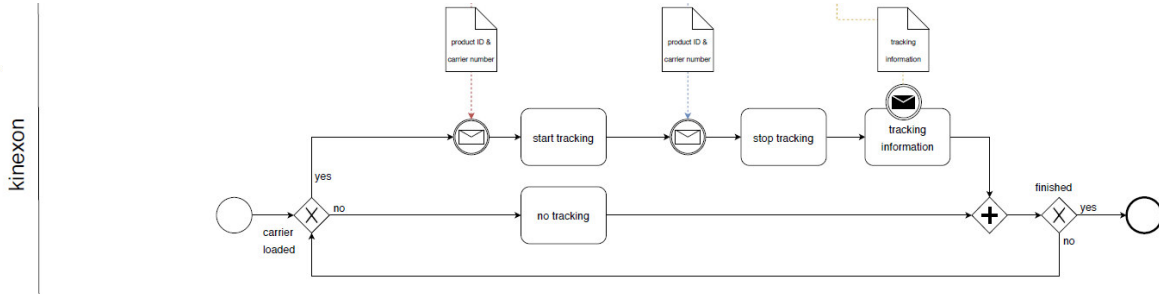 product ID &
carrier number
product ID &
carrier number
tracking
information
kinexon
start tracking
stop tracking
tracking
information
yes
finished
no
no tracking
yes
carrier
loaded
no